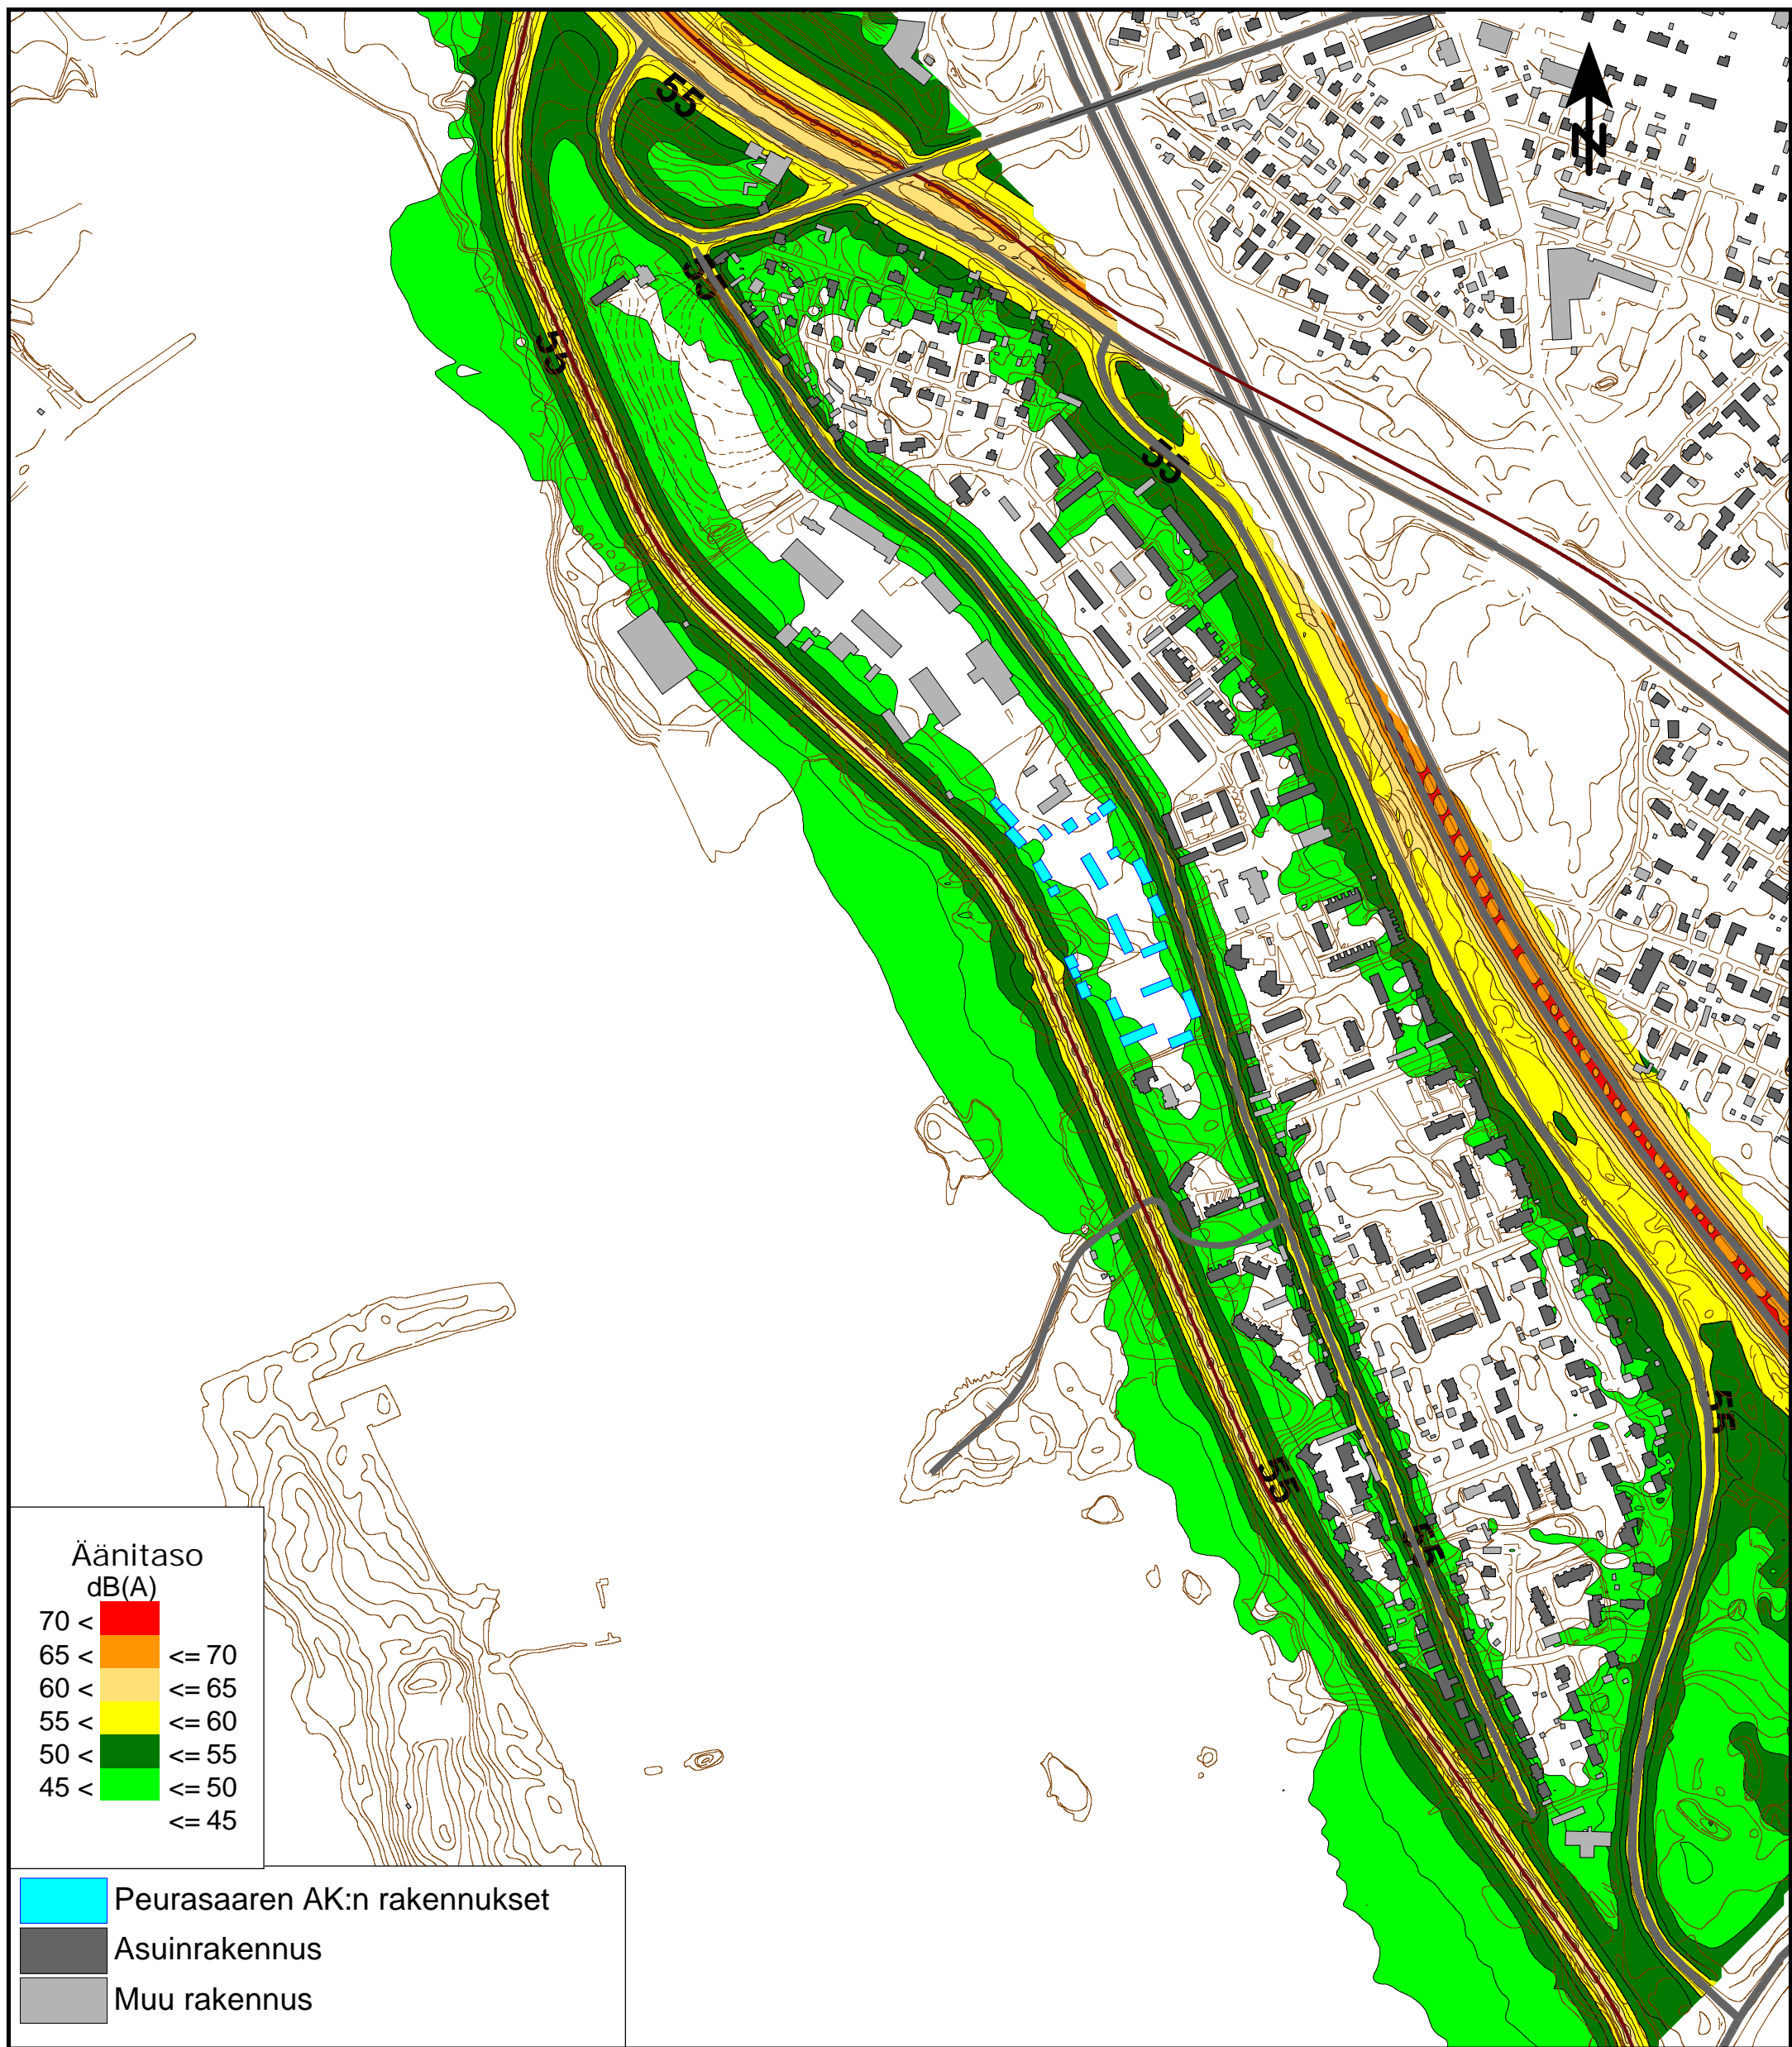 N
55
55
55
55
55
55
55
Äänitaso
dB(A)
70 <
65 < <= 70
60 < <= 65
55 < <= 60
50 < <= 55
45 < <= 50
<= 45
Peurasaaren AK:n rakennukset
Asuinrakennus
Muu rakennus